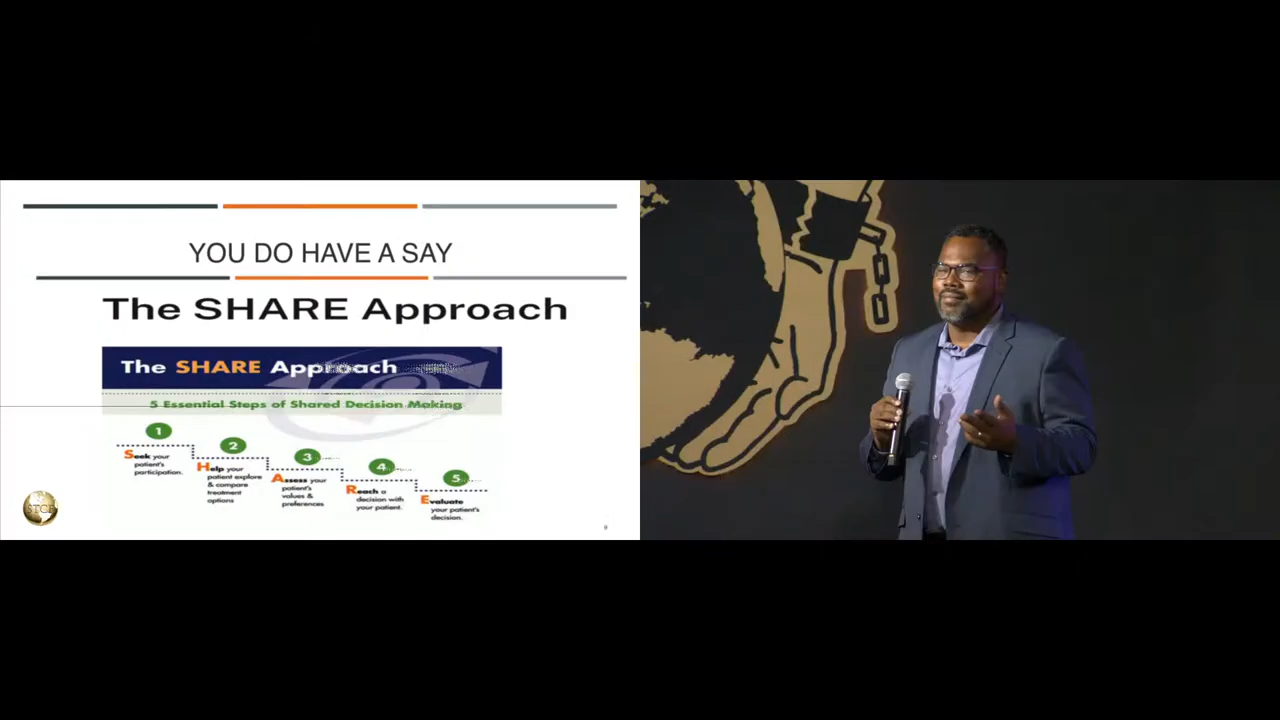 YOU DO HAVE A SAY
The SHARE Approach
The SHARE Approach
5 Essential Steps of Shared Decision Making
1
Seek your
patient's
participation.
2
Help your
patient explore
& compare
treatment
options
3
Assess your
patient's
values &
preferences
4
Reach a
decision with
your patient.
5
Evaluate
your patient's
decision.
STCF
9